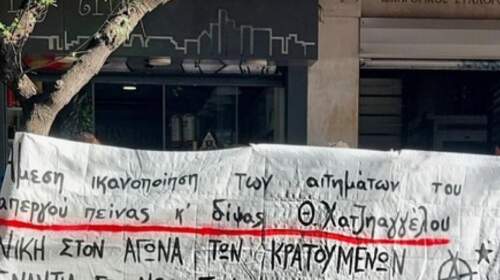 Άμεση ικανοποίηση των αιτημάτων του
απεργού πείνας κ' δίψας Θ. Χατζηαγγέλου
ΝΙΚΗ ΣΤΟΝ ΑΓΩΝΑ ΤΩΝ ΚΡΑΤΟΥΜΕΝΩΝ